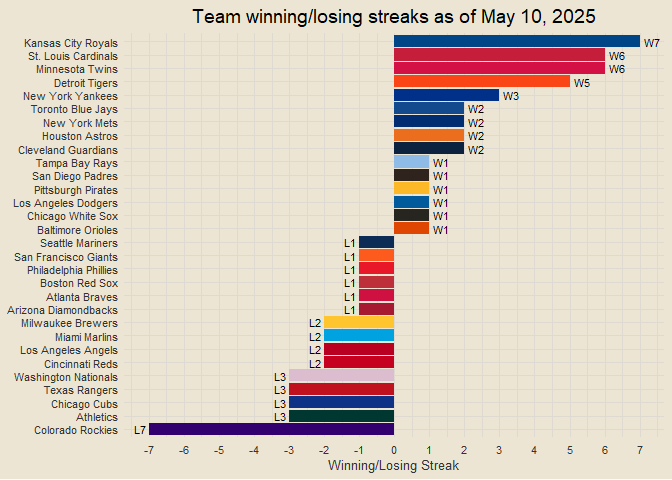 Team winning/losing streaks as of May 10, 2025
Kansas City Royals W7
St. Louis Cardinals W6
Minnesota Twins W6
Detroit Tigers W5
New York Yankees W3
Toronto Blue Jays W2
New York Mets W2
Houston Astros W2
Cleveland Guardians W2
Tampa Bay Rays W1
San Diego Padres W1
Pittsburgh Pirates W1
Los Angeles Dodgers W1
Chicago White Sox W1
Baltimore Orioles W1
Seattle Mariners L1
San Francisco Giants L1
Philadelphia Phillies L1
Boston Red Sox L1
Atlanta Braves L1
Arizona Diamondbacks L1
Milwaukee Brewers L2
Miami Marlins L2
Los Angeles Angels L2
Cincinnati Reds L2
Washington Nationals L3
Texas Rangers L3
Chicago Cubs L3
Athletics L3
Colorado Rockies L7
-7 -6 -5 -4 -3 -2 -1 0 1 2 3 4 5 6 7
Winning/Losing Streak